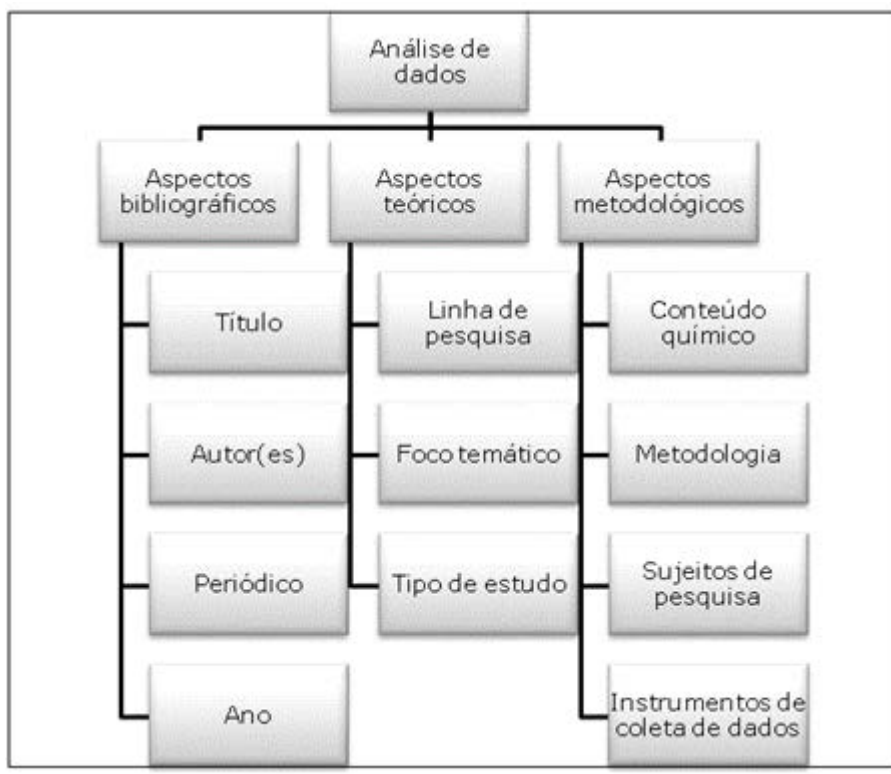 Análise de
dados
Aspectos
bibliográficos
Aspectos
teóricos
Aspectos
metodológicos
Título
Linha de
pesquisa
Conteúdo
químico
Autor(es)
Foco temático
Metodologia
Periódico
Tipo de estudo
Sujeitos de
pesquisa
Ano
Instrumentos de
coleta de dados